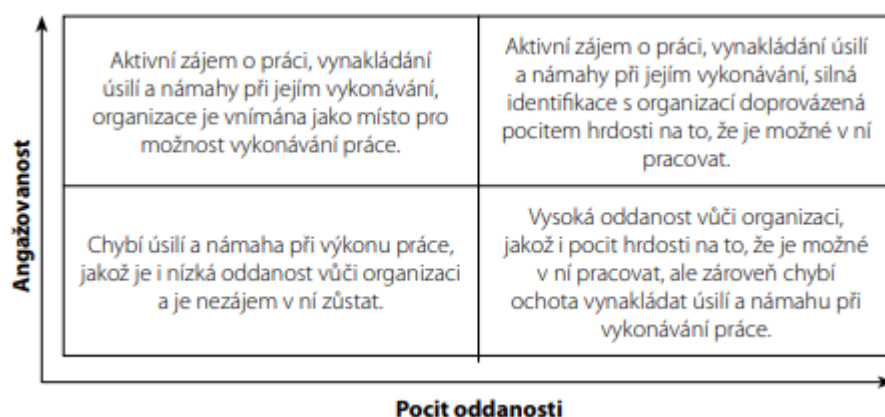 Angažovanost
Aktivní zájem o práci, vynakládání
úsilí a námahy při jejím vykonávání,
organizace je vnímána jako místo pro
možnost vykonávání práce.
Aktivní zájem o práci, vynakládání úsilí
a námahy při jejím vykonávání, silná
identifikace s organizací doprovázená
pocitem hrdosti na to, že je možné v ní
pracovat.
Chybí úsilí a námaha při výkonu práce,
jakož je i nízká oddanost vůči organizaci
a je nezájem v ní zůstat.
Vysoká oddanost vůči organizaci,
jakož i pocit hrdosti na to, že je možné
v ní pracovat, ale zároveň chybí
ochota vynakládat úsilí a námahu při
vykonávání práce.
Pocit oddanosti